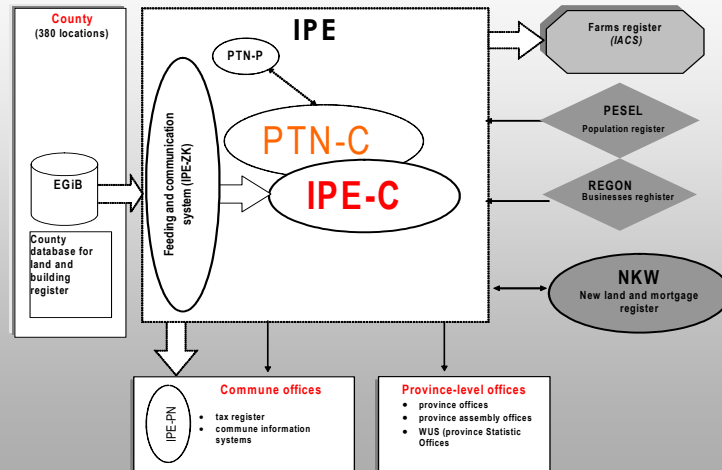 County
(380 locations)
EGiB
County
database for
land and
building
register
IPE
PTN-P
PTN-C
IPE-C
Feeding and communication
system (IPE-ZK)
Farms register
(IACS)
PESEL
Population register
REGON
Businesses reghister
NKW
New land and mortgage
register
IPE-PN
Commune offices
• tax register
• commune information
systems
Province-level offices
• province offices
• province assembly offices
• WUS (province Statistic
Offices